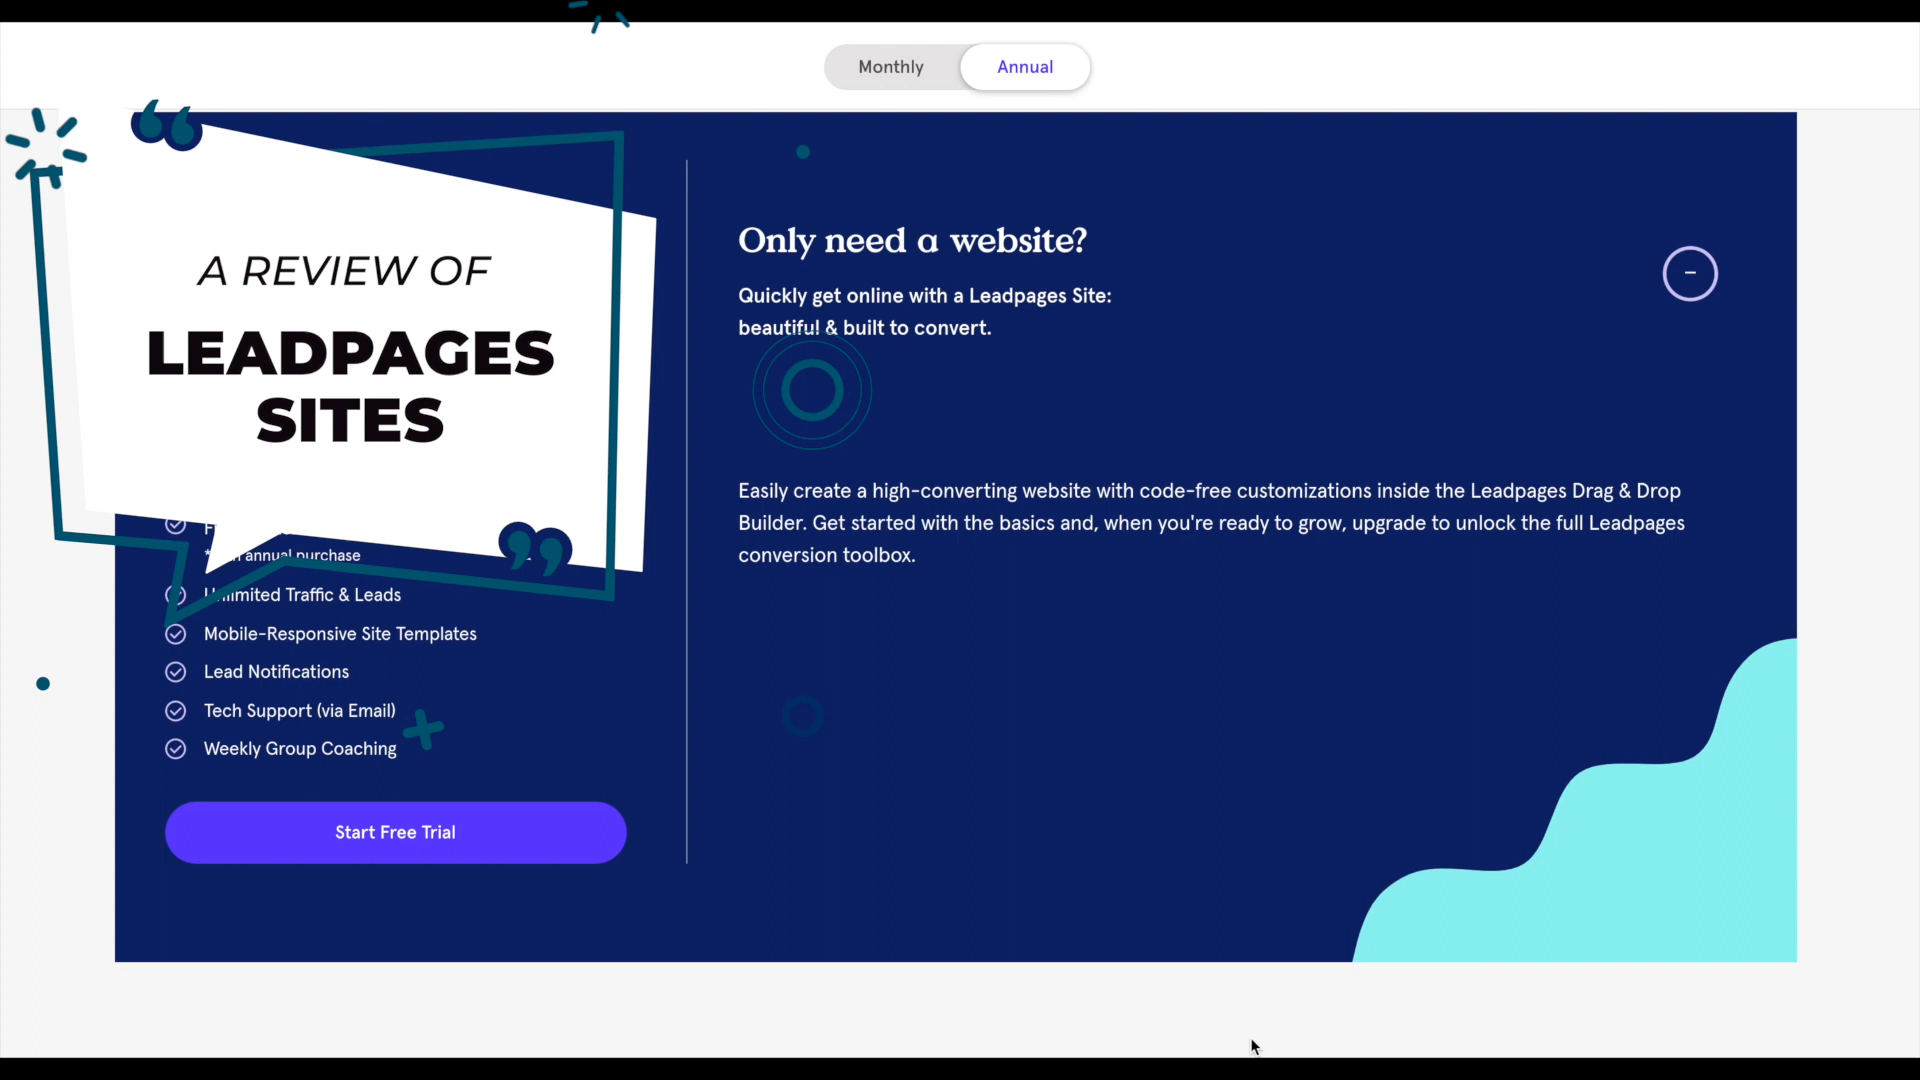 Monthly
Annual
A REVIEW OF
LEADPAGES
SITES
annual purchase
Unlimited Traffic & Leads
Mobile-Responsive Site Templates
Lead Notifications
Tech Support (via Email)
Weekly Group Coaching
Start Free Trial
Only need a website?
Quickly get online with a Leadpages Site:
beautiful & built to convert.
Easily create a high-converting website with code-free customizations inside the Leadpages Drag & Drop
Builder. Get started with the basics and, when you're ready to grow, upgrade to unlock the full Leadpages
conversion toolbox.